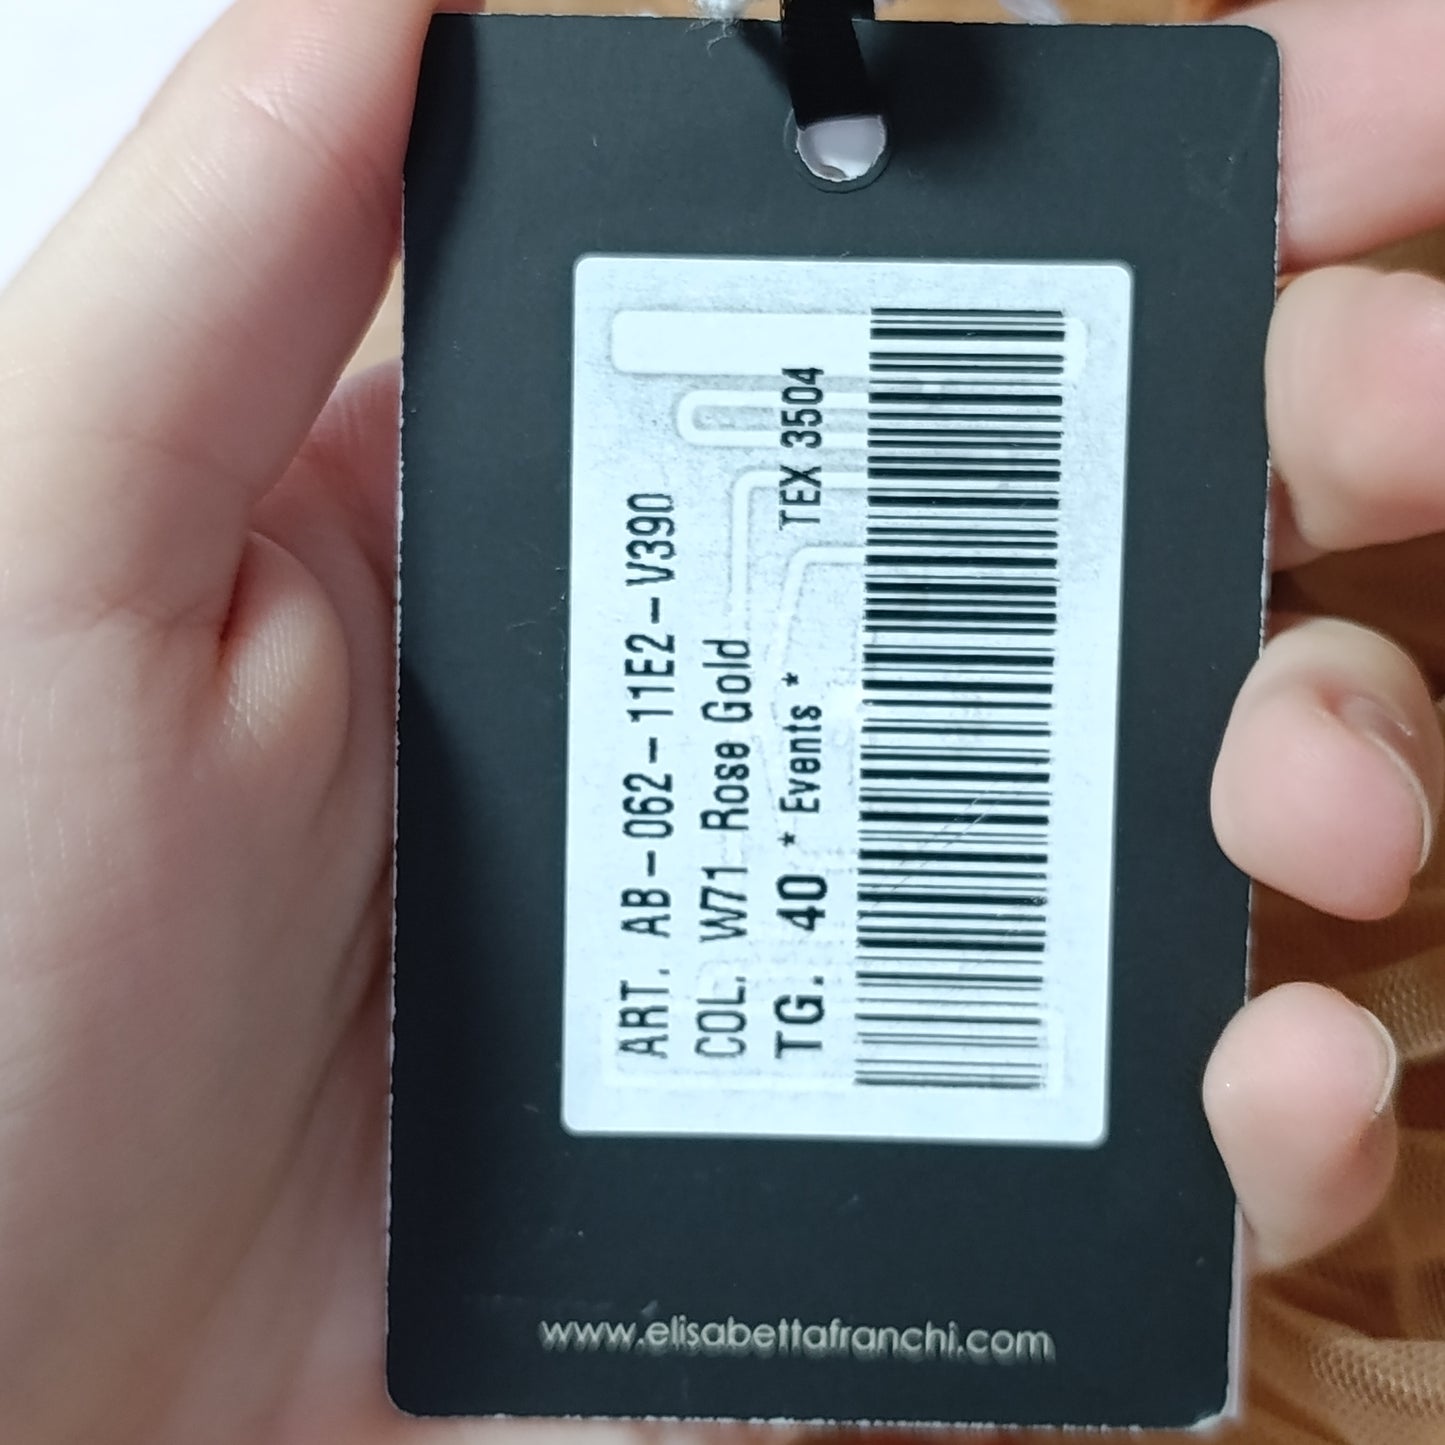 ART. AB-062-11E2-V390
COL. W71 Rose Gold
TG. 40 * Events * TEX 3504
www.elisabettafranchi.com